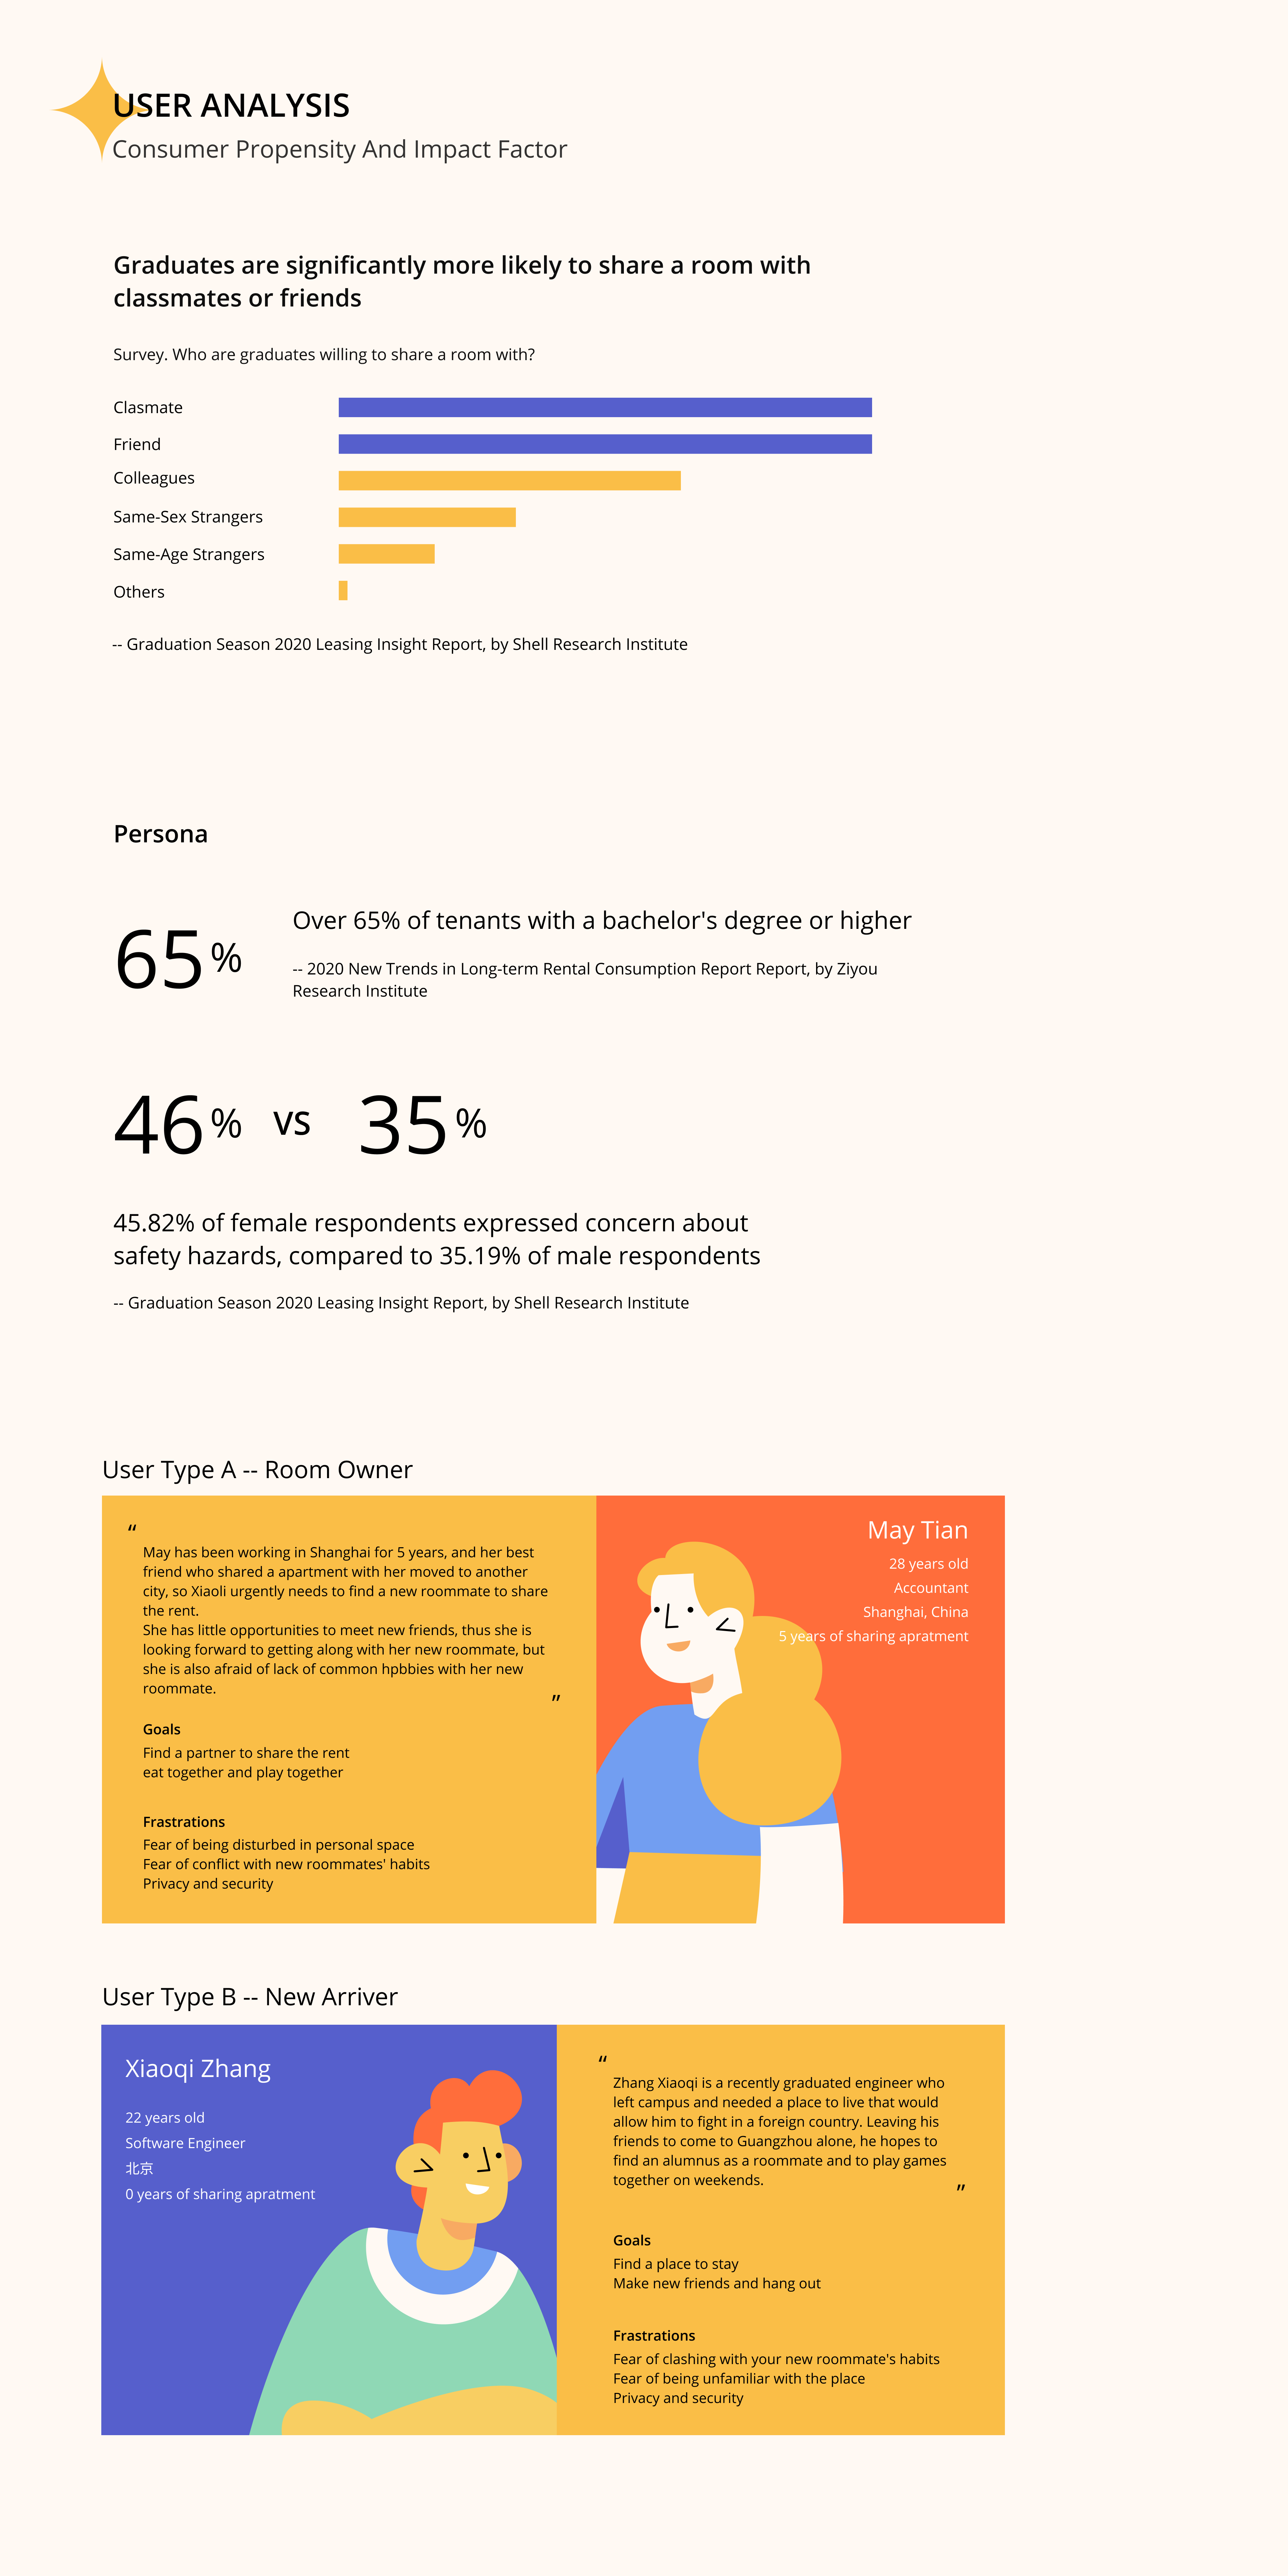 USER ANALYSIS
Consumer Propensity And Impact Factor
Graduates are significantly more likely to share a room with
classmates or friends
Survey. Who are graduates willing to share a room with?
Clasmate
Friend
Colleagues
Same-Sex Strangers
Same-Age Strangers
Others
-- Graduation Season 2020 Leasing Insight Report, by Shell Research Institute
Persona
65%
Over 65% of tenants with a bachelor's degree or higher
-- 2020 New Trends in Long-term Rental Consumption Report Report, by Ziyou
Research Institute
46% vs 35%
45.82% of female respondents expressed concern about
safety hazards, compared to 35.19% of male respondents
-- Graduation Season 2020 Leasing Insight Report, by Shell Research Institute
User Type A -- Room Owner
“
May has been working in Shanghai for 5 years, and her best
friend who shared a apartment with her moved to another
city, so Xiaoli urgently needs to find a new roommate to share
the rent.
She has little opportunities to meet new friends, thus she is
looking forward to getting along with her new roommate, but
she is also afraid of lack of common hpbbies with her new
roommate.
”
Goals
Find a partner to share the rent
eat together and play together
Frastrations
Fear of being disturbed in personal space
Fear of conflict with new roommates' habits
Privacy and security
May Tian
28 years old
Accountant
Shanghai, China
5 years of sharing apratment
User Type B -- New Arriver
Xiaoqi Zhang
22 years old
Software Engineer
北京
0 years of sharing apratment
“
Zhang Xiaoqi is a recently graduated engineer who
left campus and needed a place to live that would
allow him to fight in a foreign country. Leaving his
friends to come to Guangzhou alone, he hopes to
find an alumnus as a roommate and to play games
together on weekends.
”
Goals
Find a place to stay
Make new friends and hang out
Frastrations
Fear of clashing with your new roommate's habits
Fear of being unfamiliar with the place
Privacy and security